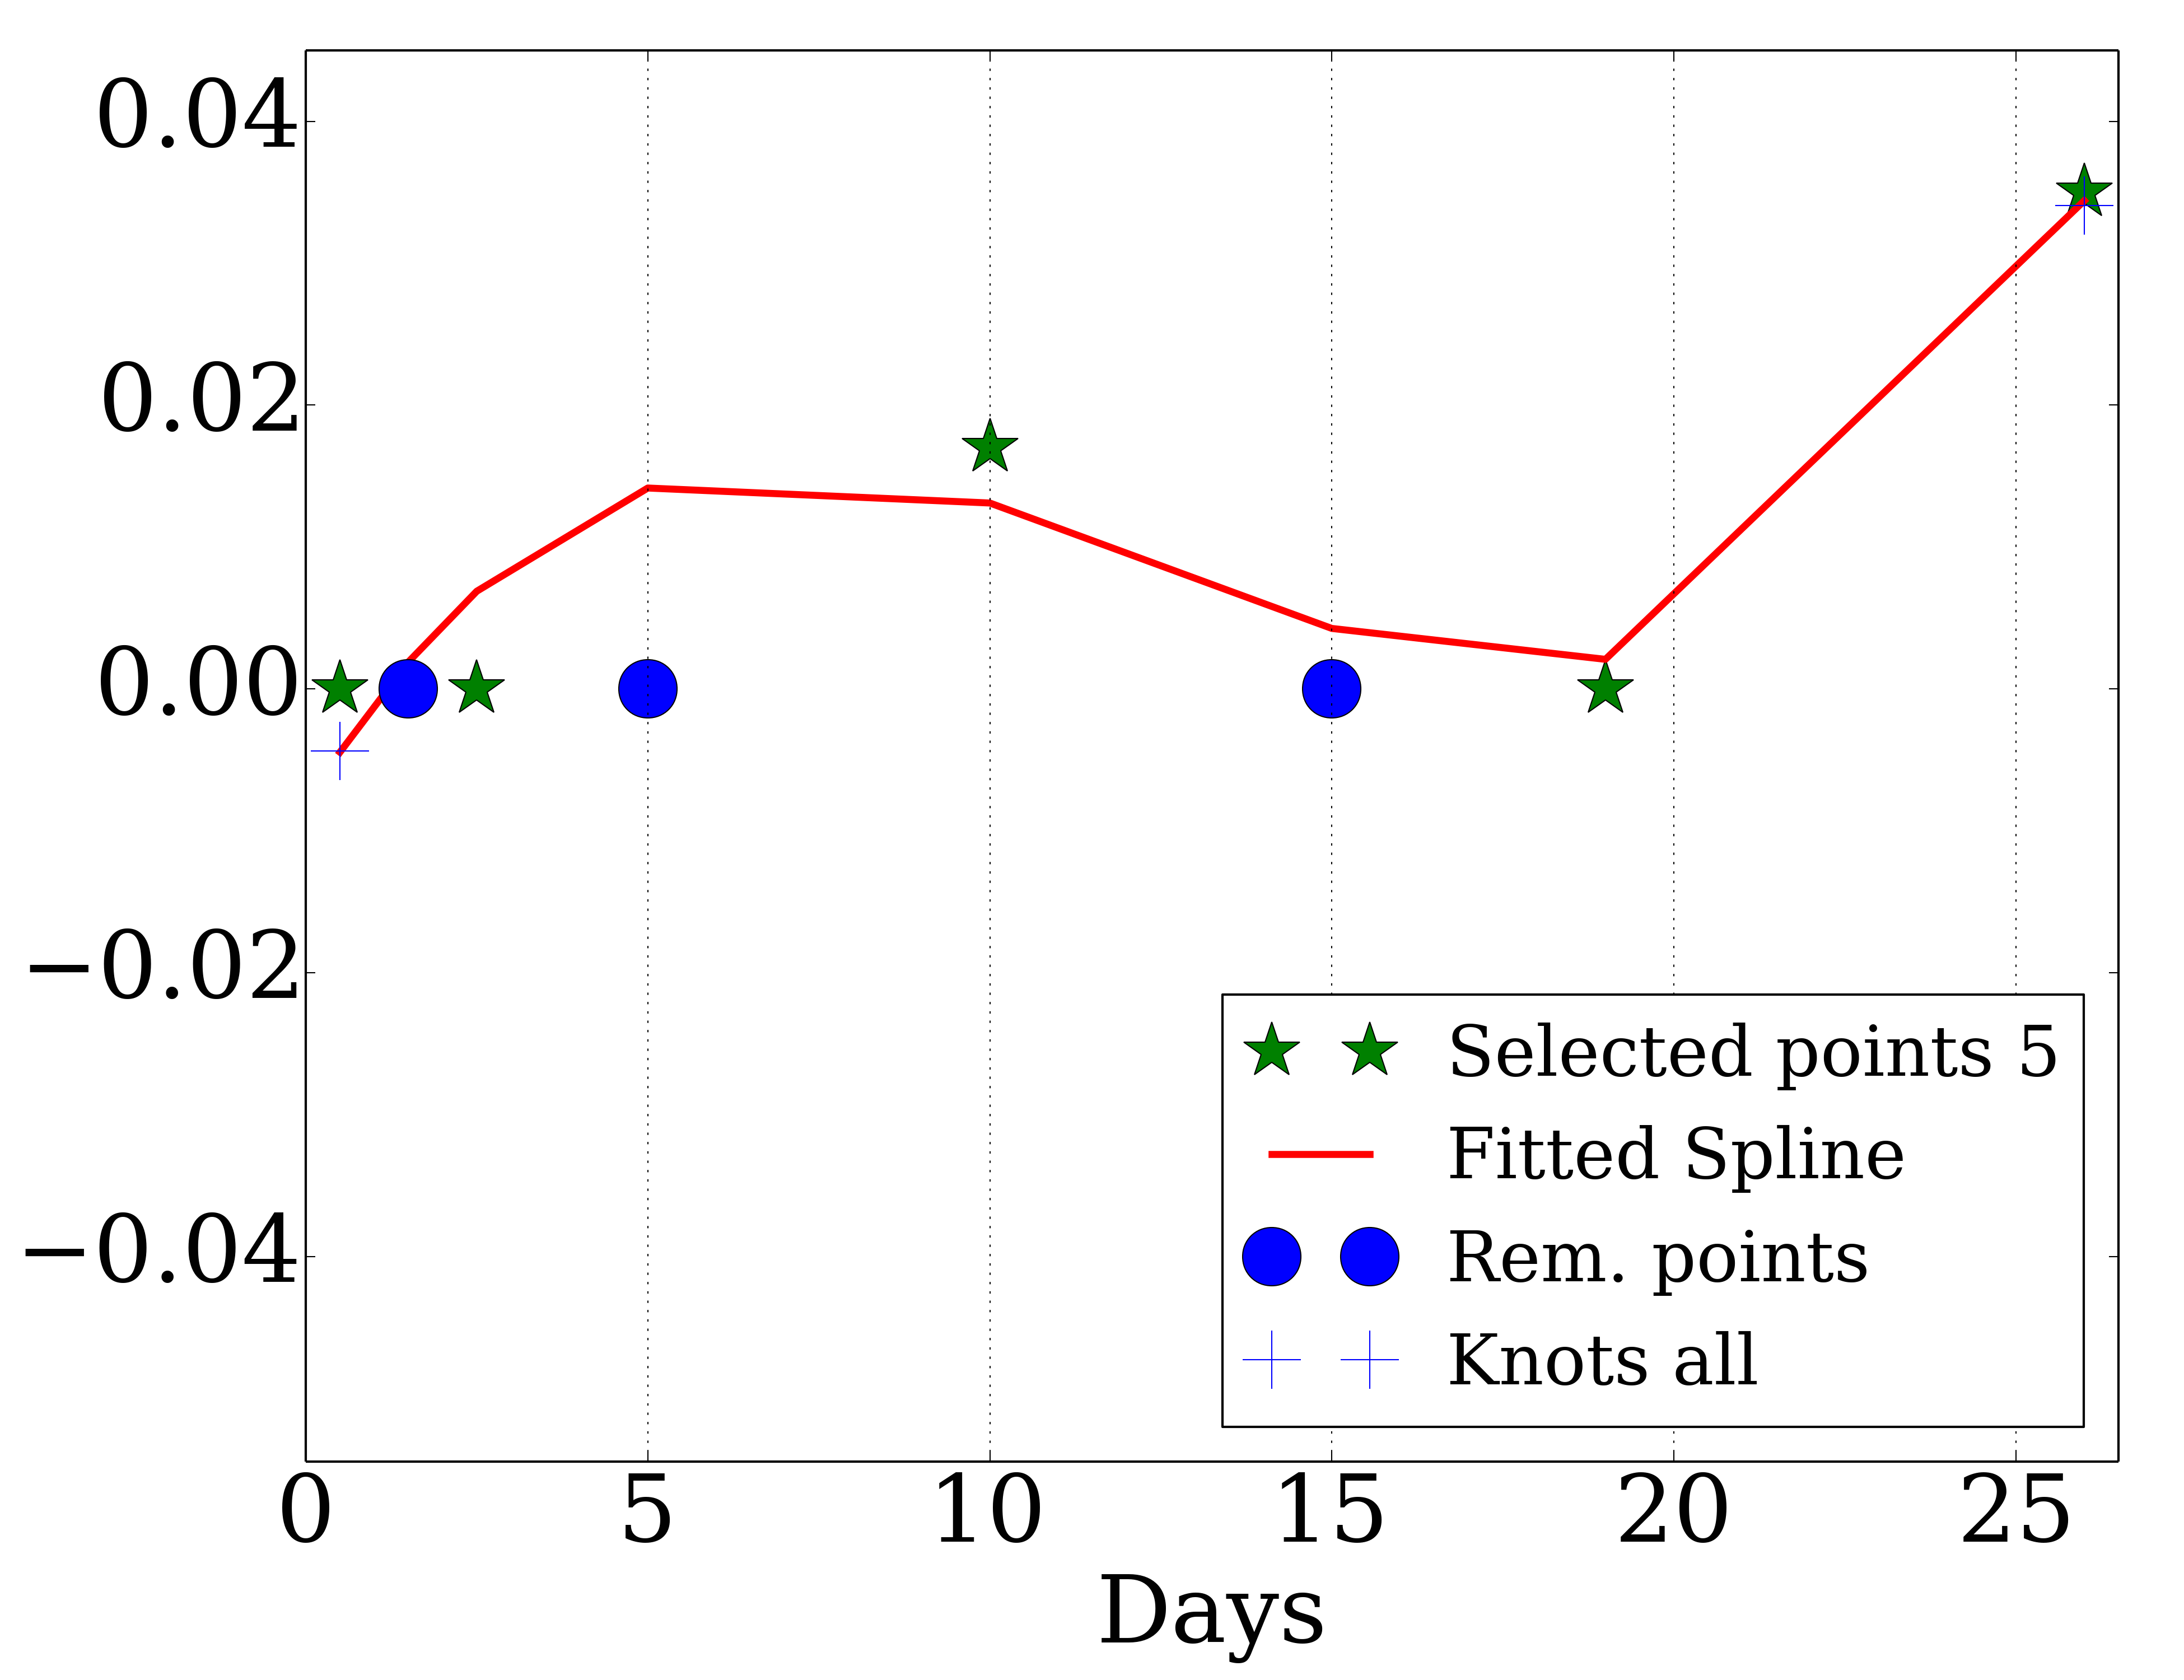 0.04
0.02
0.00
−0.02
−0.04
Selected points 5
Fitted Spline
Rem. points
Knots all
0 5 10 15 20 25
Days